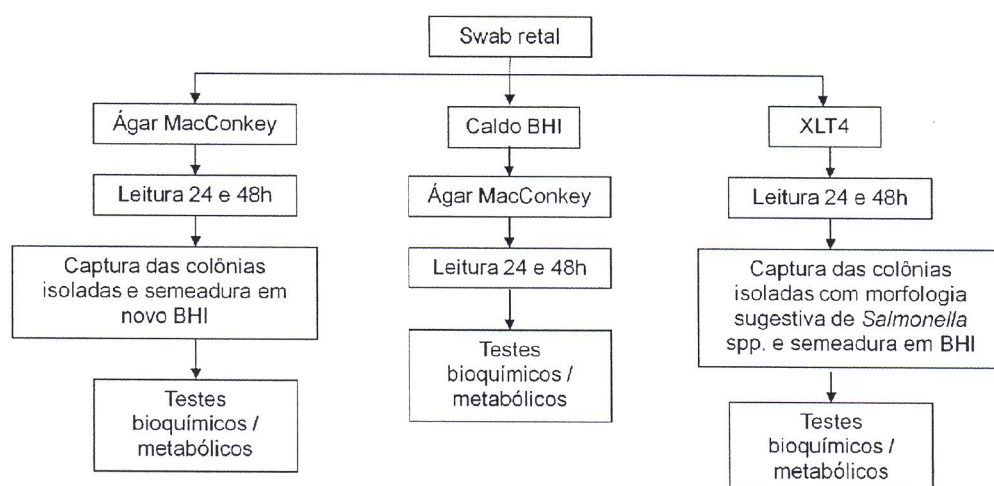 Swab retal
Ágar MacConkey
Leitura 24 e 48h
Captura das colônias
isoladas e semeadura em
novo BHI
Testes
bioquímicos /
metabólicos
Caldo BHI
Ágar MacConkey
Leitura 24 e 48h
Testes
bioquímicos /
metabólicos
XLT4
Leitura 24 e 48h
Captura das colônias
isoladas com morfologia
sugestiva de Salmonella
spp. e semeadura em BHI
Testes
bioquímicos /
metabólicos